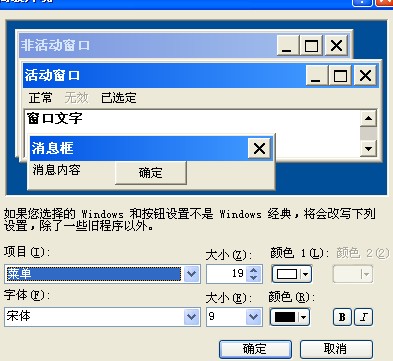 非活动窗口
活动窗口
正常 无效 已选定
窗口文字
消息框
消息内容 确定
如果您选择的 Windows 和按钮设置不是 Windows 经典，将会改写下列
设置，除了一些旧程序以外。
项目(I): 大小(Z): 颜色 1(L): 颜色 2(2)
菜单 19
字体(F): 大小(E): 颜色(R):
宋体 9 B I
确定 取消